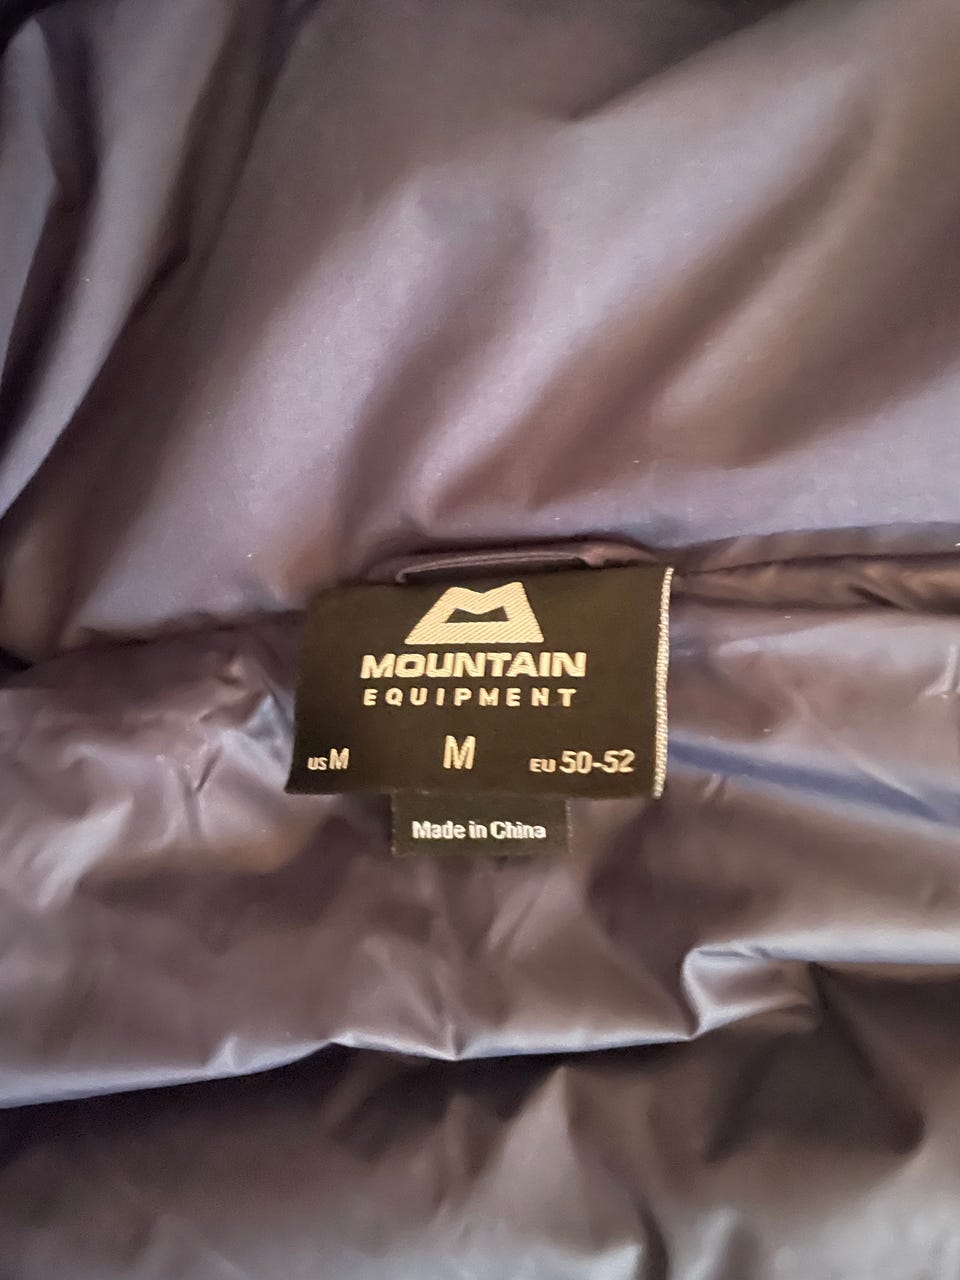 MOUNTAIN
EQUIPMENT
US M M EU 50-52
Made in China